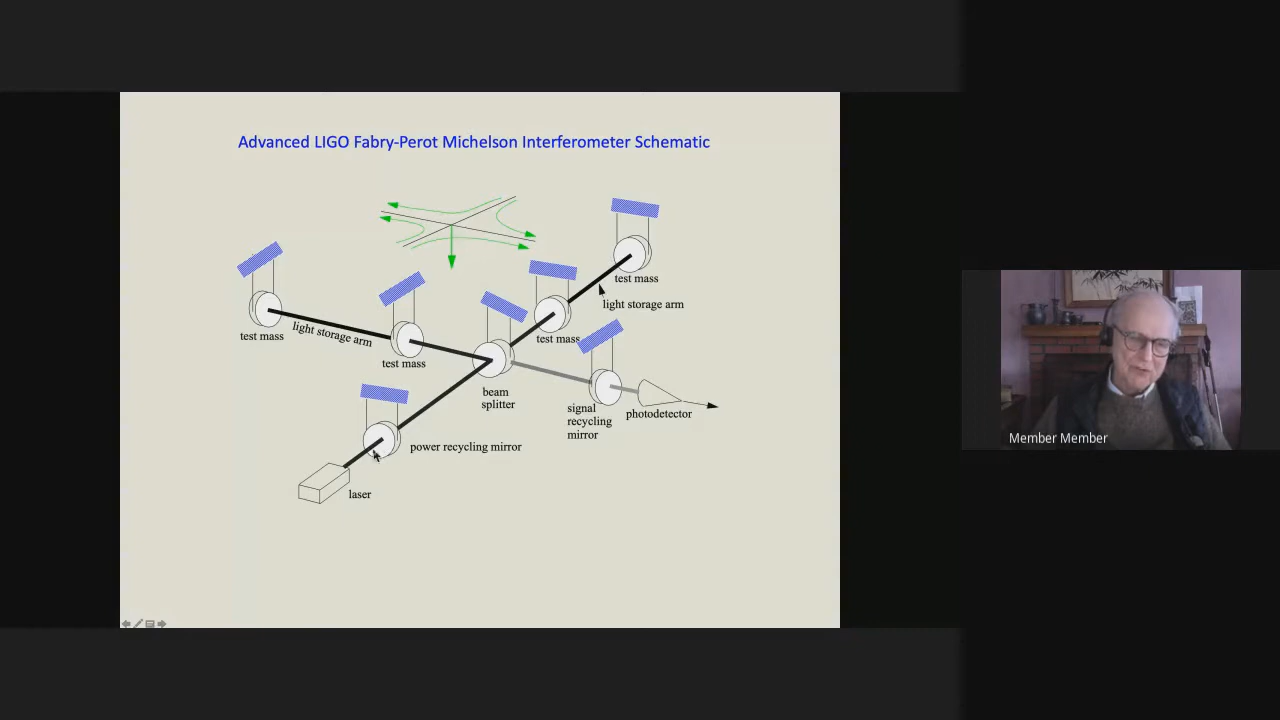 Advanced LIGO Fabry-Perot Michelson Interferometer Schematic
test mass
light storage arm
test mass
light storage arm
test mass
test mass
beam
splitter
signal
recycling
mirror
photodetector
power recycling mirror
laser
Member Member